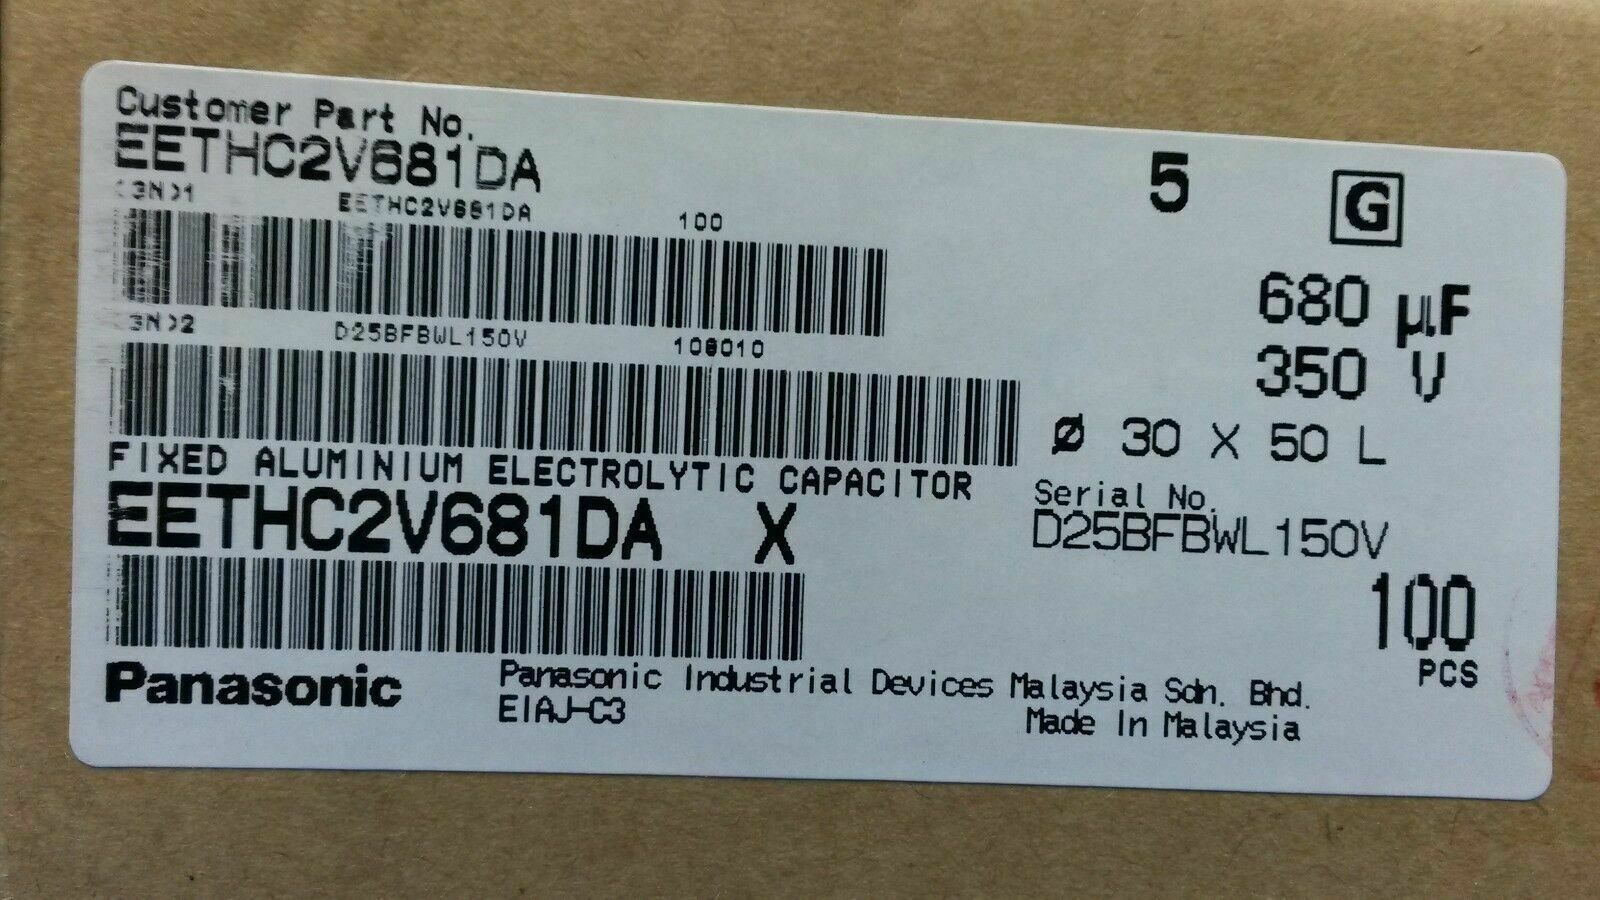 Customer Part No.
EETHC2V681DA
5 G
(3N)1 EETHC2V681DA 100
680 µF
(3N)2 D25BFBWL150V 100010
350 V
ø 30 X 50 L
FIXED ALUMINIUM ELECTROLYTIC CAPACITOR
Serial No.
EETHC2V681DA X
D25BFBWL150V
100
PCS
Panasonic
Panasonic Industrial Devices Malaysia Sdn. Bhd.
EIAJ-C3
Made In Malaysia